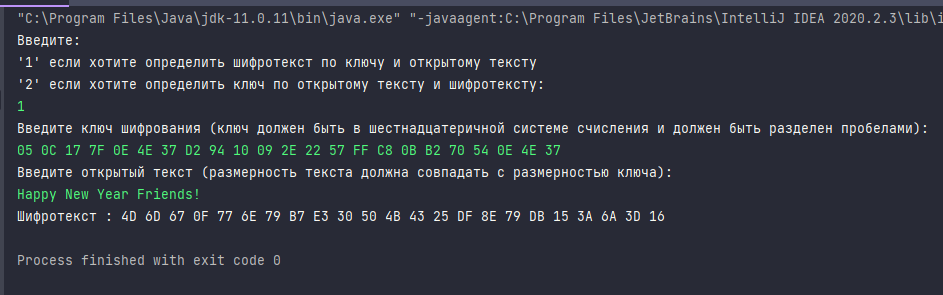 "C:\Program Files\Java\jdk-11.0.11\bin\java.exe" "-javaagent:C:\Program Files\JetBrains\IntelliJ IDEA 2020.2.3\lib\i
Введите:
'1' если хотите определить шифротекст по ключу и открытому тексту
'2' если хотите определить ключ по открытому тексту и шифротексту:
1
Введите ключ шифрования (ключ должен быть в шестнадцатеричной системе счисления и должен быть разделен пробелами):
05 0C 17 7F 0E 4E 37 D2 94 10 09 2E 22 57 FF C8 0B B2 70 54 0E 4E 37
Введите открытый текст (размерность текста должна совпадать с размерностью ключа):
Happy New Year Friends!
Шифротекст : 4D 6D 67 0F 77 6E 79 B7 E3 30 50 4B 43 25 DF 8E 79 DB 15 3A 6A 3D 16
Process finished with exit code 0